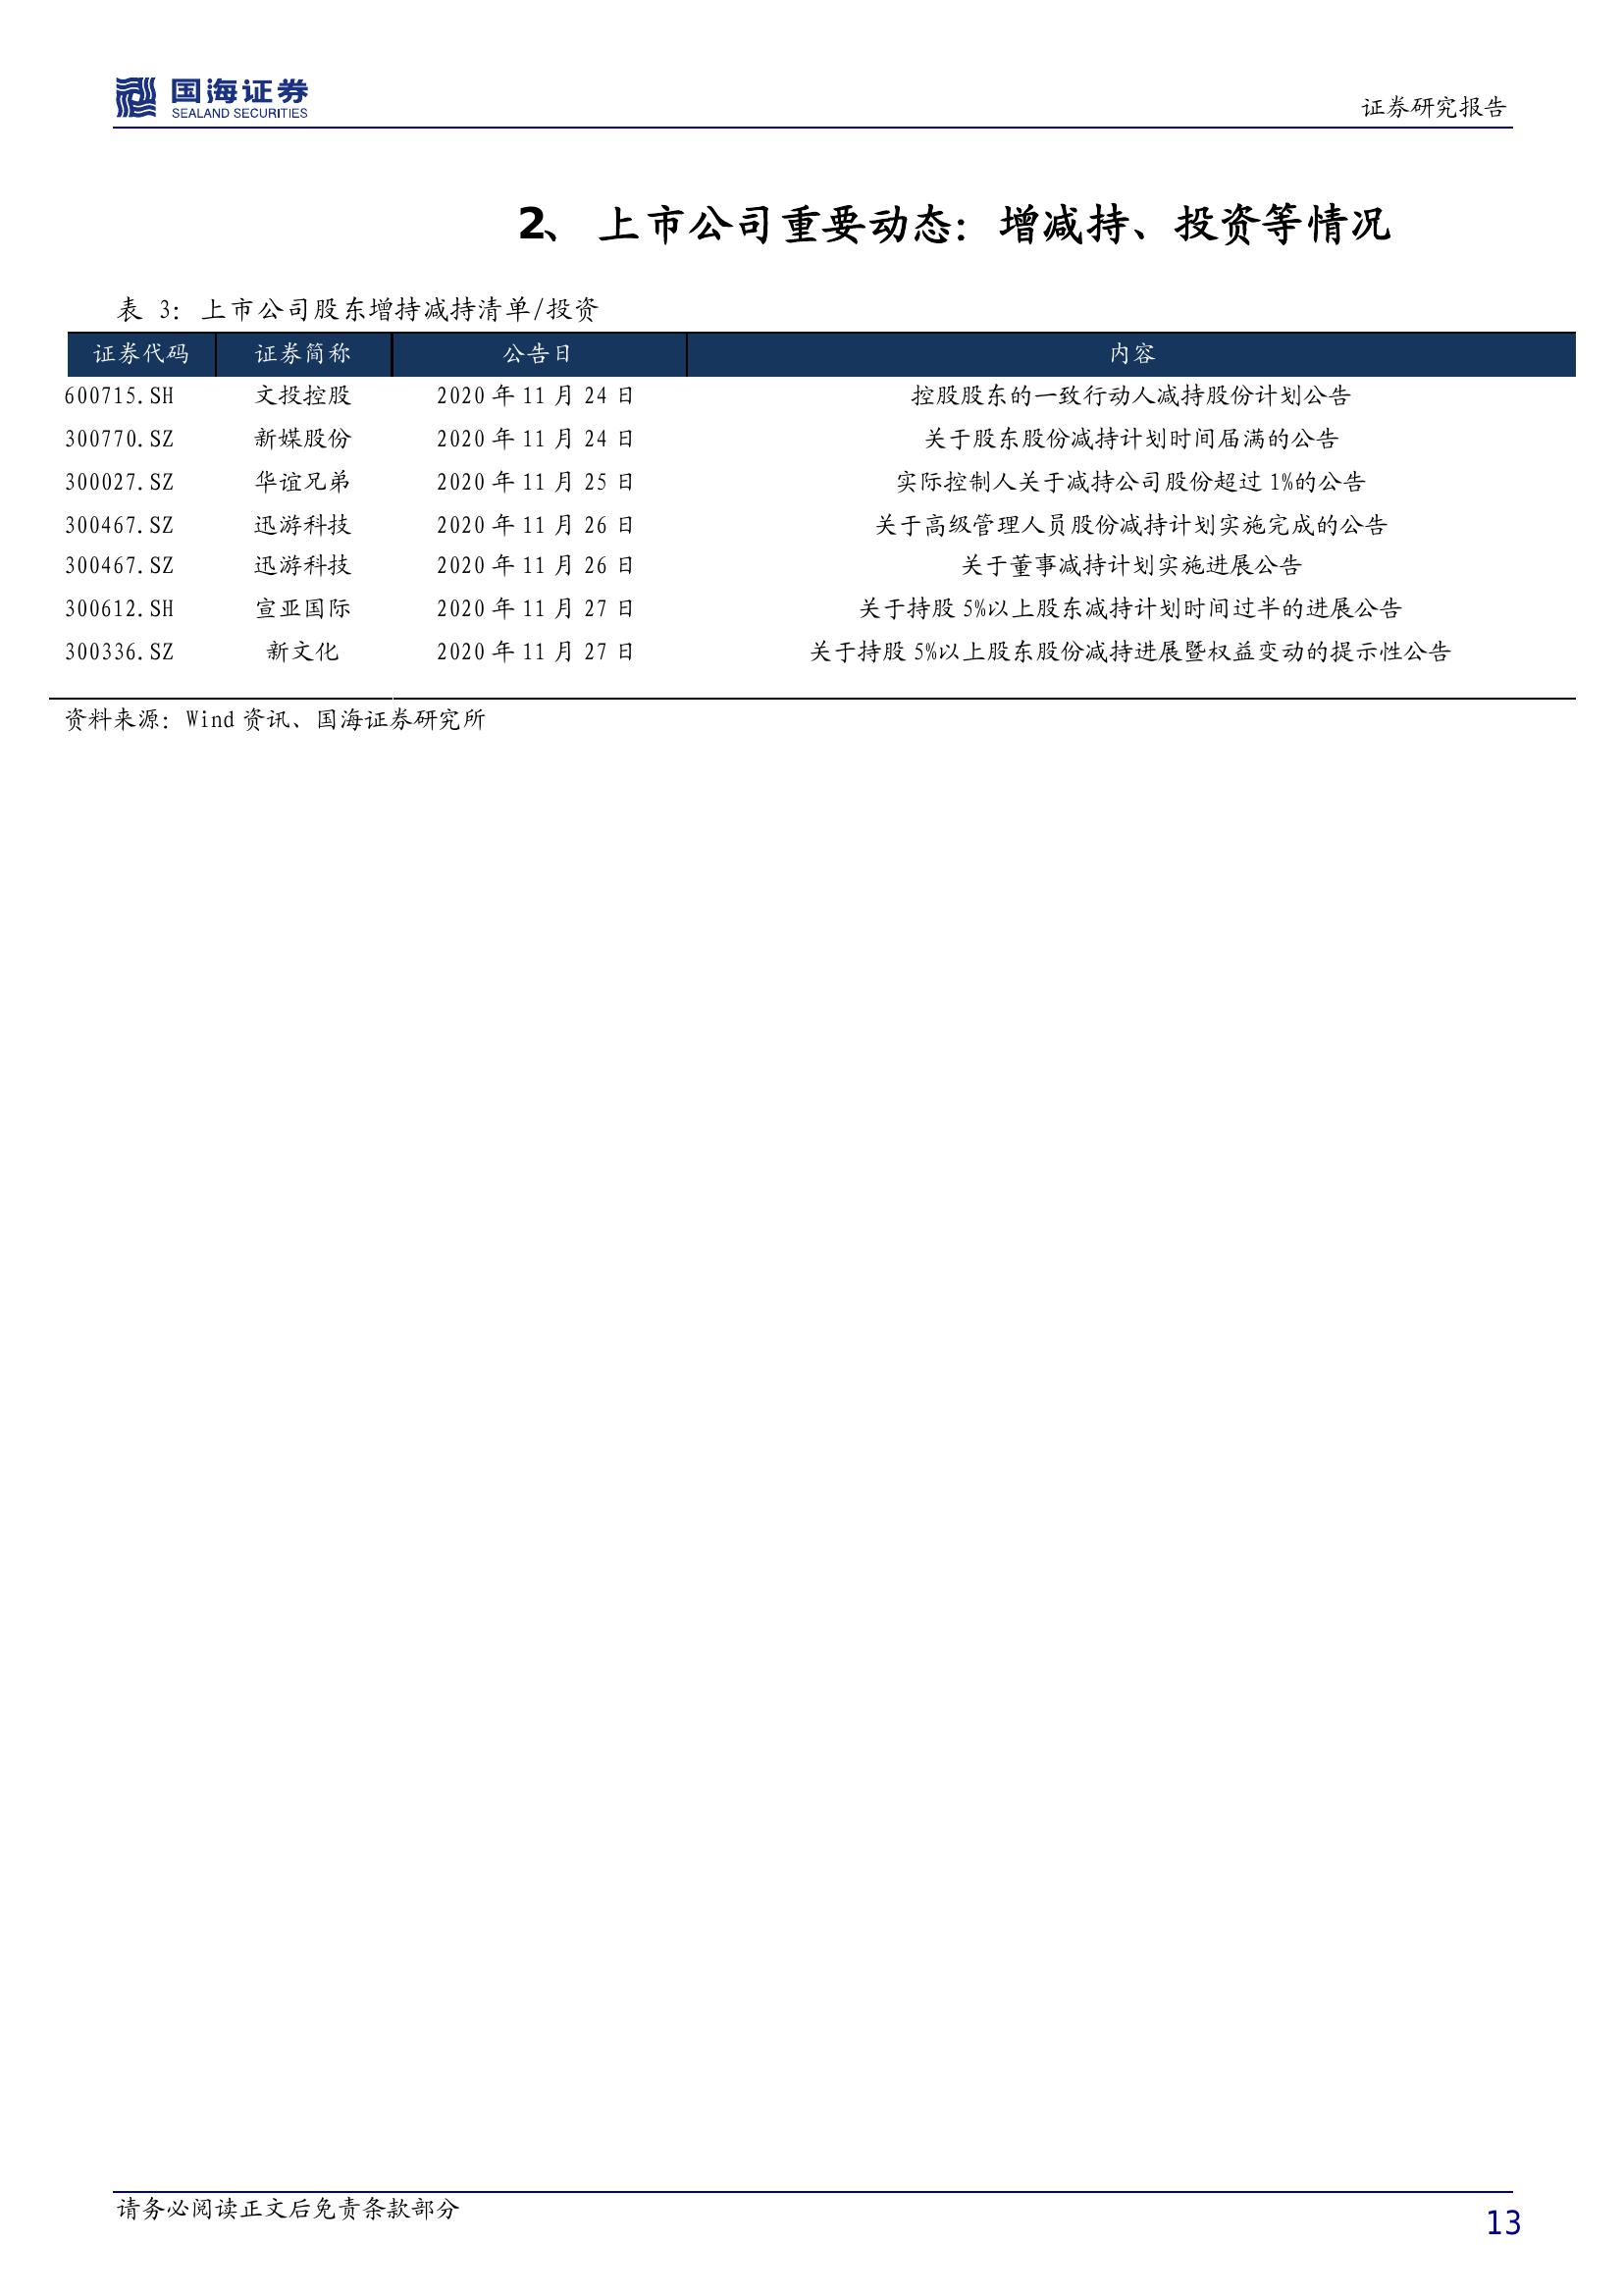 国海证券
SEALAND SECURITIES
证券研究报告
2、 上市公司重要动态：增减持、投资等情况
表 3：上市公司股东增持减持清单/投资
证券代码 证券简称 公告日 内容
600715.SH 文投控股 2020 年 11 月 24 日 控股股东的一致行动人减持股份计划公告
300770.SZ 新媒股份 2020 年 11 月 24 日 关于股东股份减持计划时间届满的公告
300027.SZ 华谊兄弟 2020 年 11 月 25 日 实际控制人关于减持公司股份超过 1%的公告
300467.SZ 迅游科技 2020 年 11 月 26 日 关于高级管理人员股份减持计划实施完成的公告
300467.SZ 迅游科技 2020 年 11 月 26 日 关于董事减持计划实施进展公告
300612.SH 宣亚国际 2020 年 11 月 27 日 关于持股 5%以上股东减持计划时间过半的进展公告
300336.SZ 新文化 2020 年 11 月 27 日 关于持股 5%以上股东股份减持进展暨权益变动的提示性公告
资料来源：Wind 资讯、国海证券研究所
请务必阅读正文后免责条款部分
13